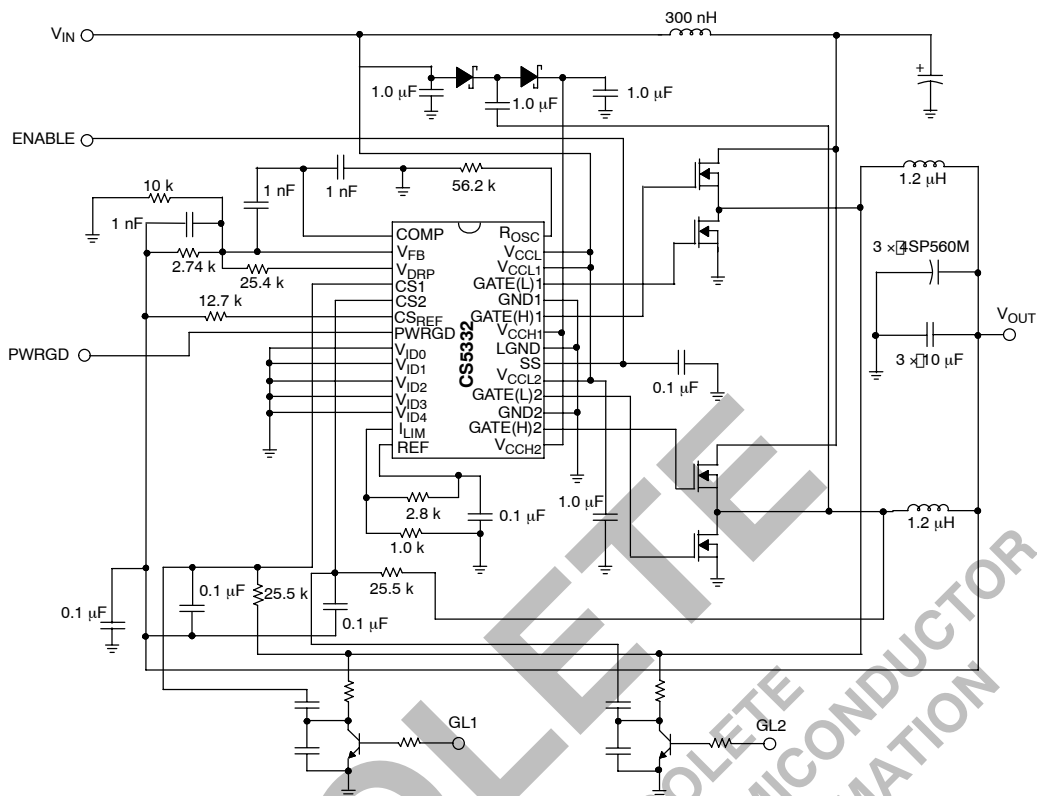 300 nH
V_IN
+
1.0 μF
1.0 μF
1.0 μF
ENABLE
10 k
1 nF
1 nF
56.2 k
1.2 μH
1 nF
COMP
R_OSC
V_FB
V_CCL
2.74 k
V_DRP
V_CCL1
25.4 k
CS1
GATE(L)1
3 ×▯4SP560M
CS2
GND1
12.7 k
CS_REF
GATE(H)1
PWRGD
V_CCH1
V_OUT
PWRGD
CS5332
V_ID0
LGND
V_ID1
SS
3 ×▯10 μF
V_ID2
V_CCL2
0.1 μF
V_ID3
GATE(L)2
V_ID4
GND2
I_LIM
GATE(H)2
REF
V_CCH2
2.8 k
0.1 μF
1.0 μF
1.2 μH
1.0 k
25.5 k
0.1 μF
25.5 k
0.1 μF
0.1 μF
GL1
GL2
OLETE
OLETE
MICONDUCTOR
MATION